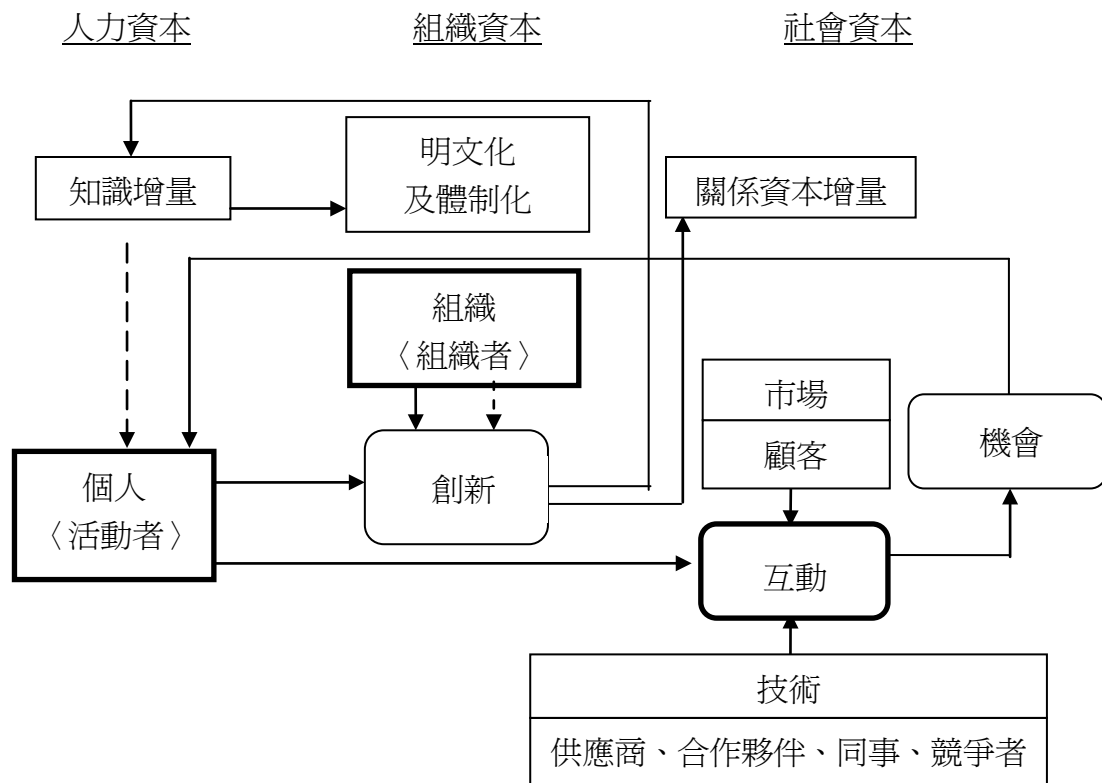 人力資本
組織資本
社會資本
知識增量
明文化
及體制化
關係資本增量
組織
〈組織者〉
市場
顧客
機會
個人
〈活動者〉
創新
互動
技術
供應商、合作夥伴、同事、競爭者